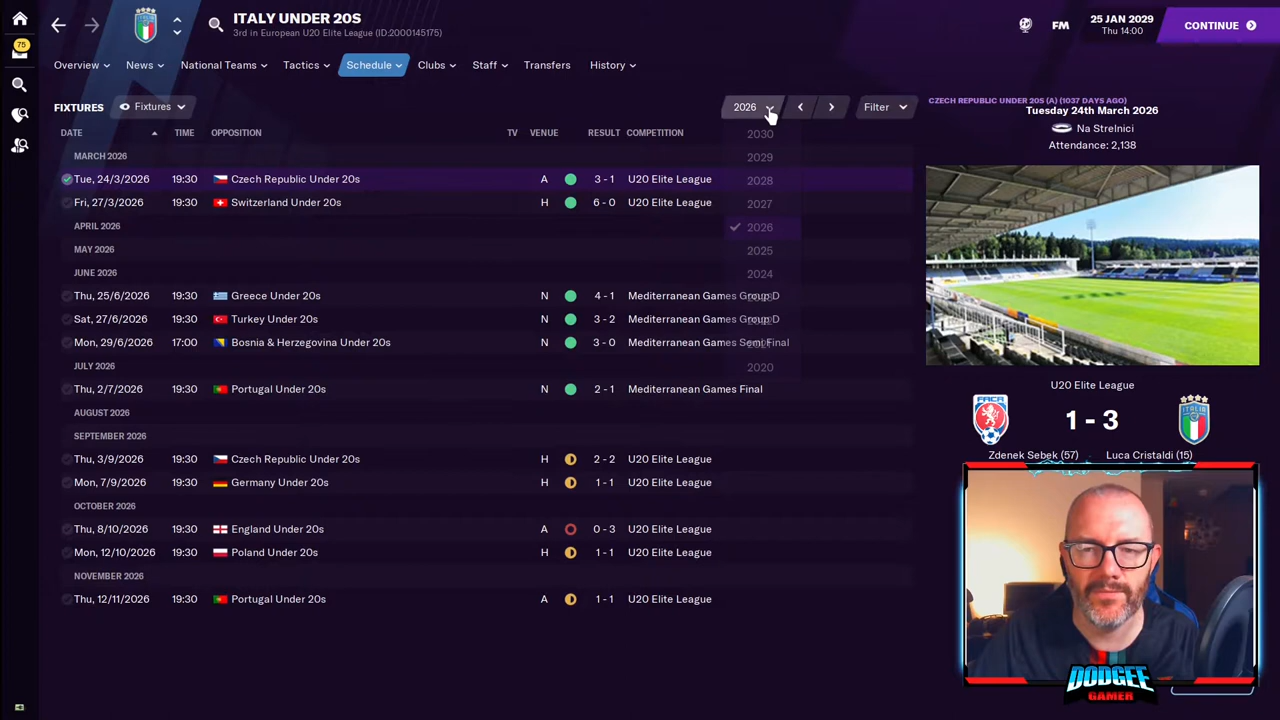 ITALY UNDER 20S
3rd in European U20 Elite League (ID:2000145175)
FM
25 JAN 2029
Thu 14:00
CONTINUE
75
Overview
News
National Teams
Tactics
Schedule
Clubs
Staff
Transfers
History
FIXTURES
Fixtures
2026
Filter
DATE TIME OPPOSITION TV VENUE RESULT COMPETITION
MARCH 2026
Tue, 24/3/2026 19:30 Czech Republic Under 20s A 3 - 1 U20 Elite League
Fri, 27/3/2026 19:30 Switzerland Under 20s H 6 - 0 U20 Elite League
APRIL 2026
MAY 2026
JUNE 2026
Thu, 25/6/2026 19:30 Greece Under 20s N 4 - 1 Mediterranean Games Group D
Sat, 27/6/2026 19:30 Turkey Under 20s N 3 - 2 Mediterranean Games Group D
Mon, 29/6/2026 17:00 Bosnia & Herzegovina Under 20s N 3 - 0 Mediterranean Games Semi Final
JULY 2026
Thu, 2/7/2026 19:30 Portugal Under 20s N 2 - 1 Mediterranean Games Final
AUGUST 2026
SEPTEMBER 2026
Thu, 3/9/2026 19:30 Czech Republic Under 20s H 2 - 2 U20 Elite League
Mon, 7/9/2026 19:30 Germany Under 20s H 1 - 1 U20 Elite League
OCTOBER 2026
Thu, 8/10/2026 19:30 England Under 20s A 0 - 3 U20 Elite League
Mon, 12/10/2026 19:30 Poland Under 20s H 1 - 1 U20 Elite League
NOVEMBER 2026
Thu, 12/11/2026 19:30 Portugal Under 20s A 1 - 1 U20 Elite League
2030
2029
2028
2027
2026
2025
2024
2020
CZECH REPUBLIC UNDER 20S (A) (1037 DAYS AGO)
Tuesday 24th March 2026
Na Strelnici
Attendance: 2,138
U20 Elite League
FACR
1 - 3
ITALIA
Zdenek Sebek (57) Luca Cristaldi (15)
DODGEE
GAMER